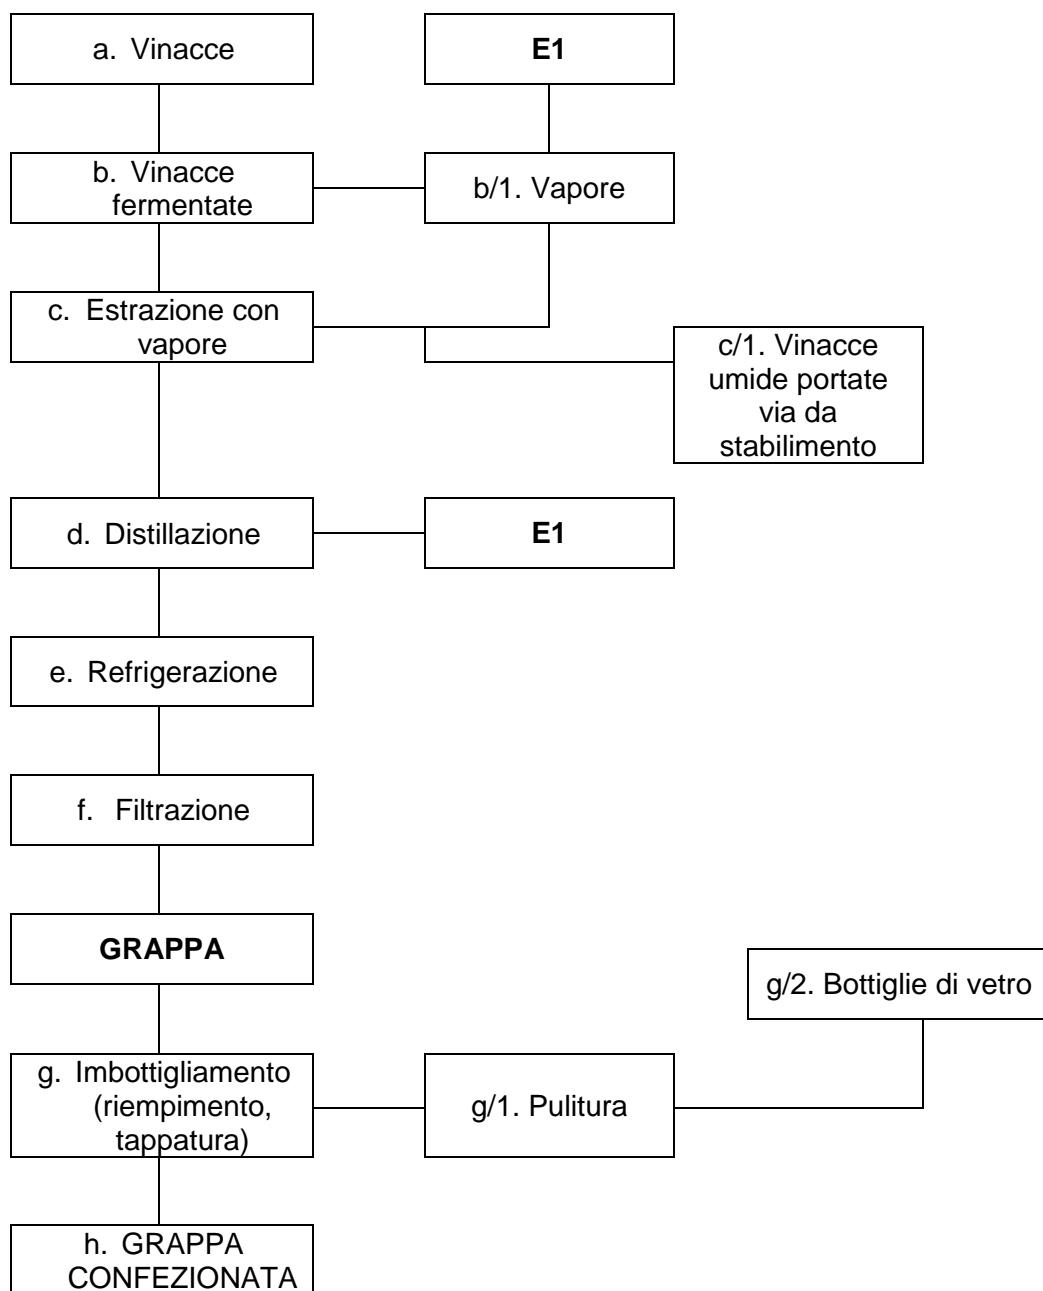 a. Vinacce
E1
b. Vinacce
fermentate
b/1. Vapore
c. Estrazione con
vapore
c/1. Vinacce
umide portate
via da
stabilimento
d. Distillazione
E1
e. Refrigerazione
f. Filtrazione
GRAPPA
g/2. Bottiglie di vetro
g. Imbottigliamento
(riempimento,
tappatura)
g/1. Pulitura
h. GRAPPA
CONFEZIONATA